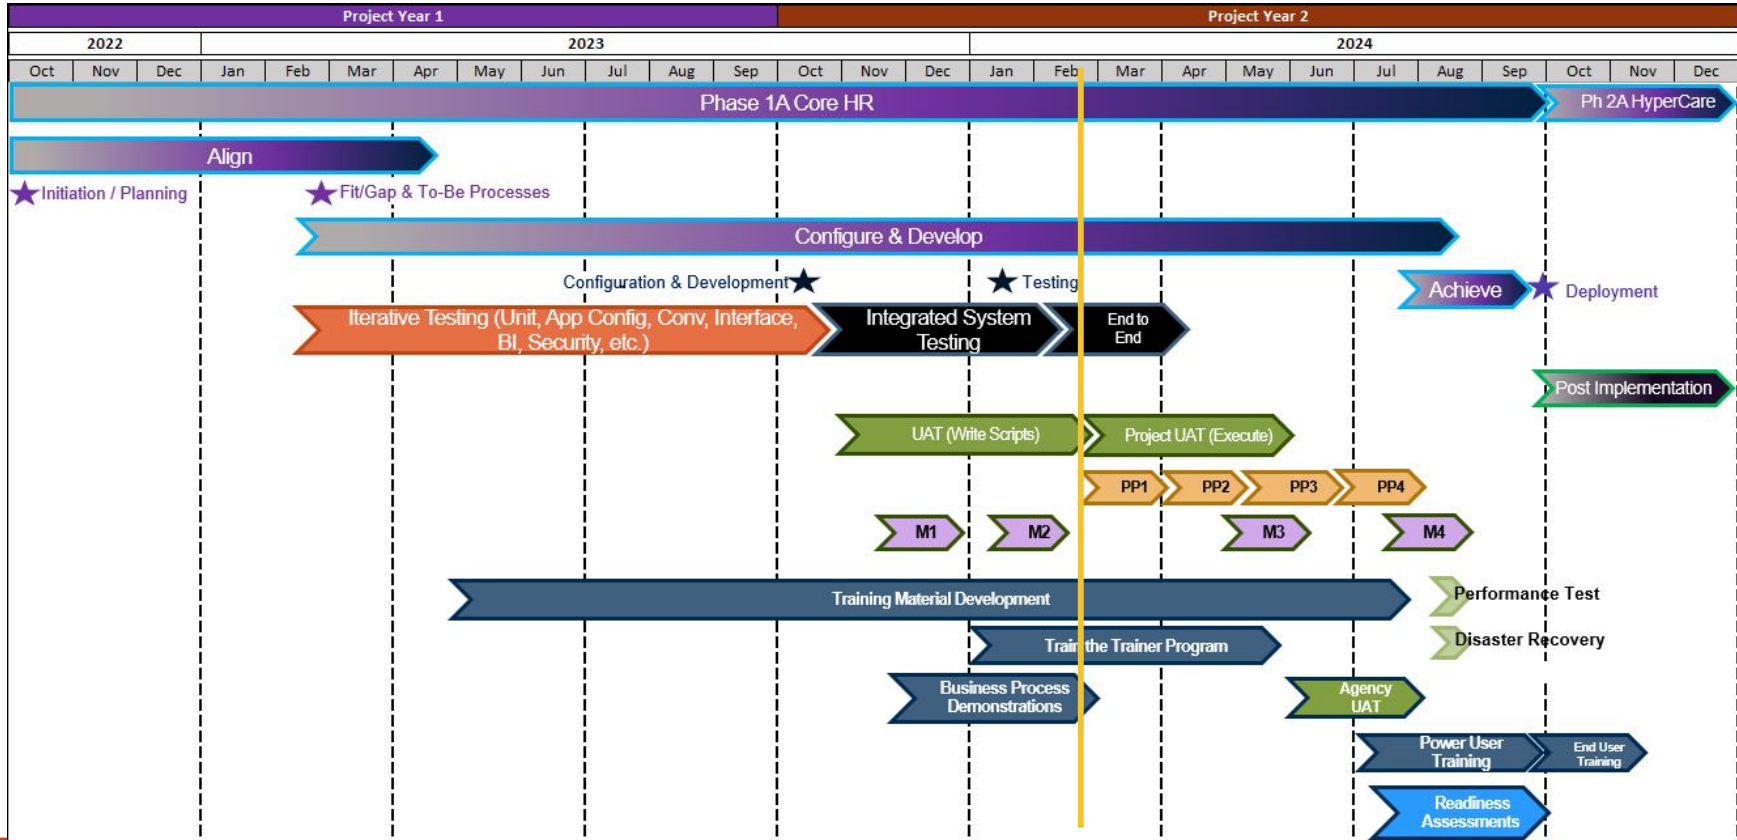 Project Year 1
Project Year 2
2022
2023
2024
Oct Nov Dec Jan Feb Mar Apr May Jun Jul Aug Sep Oct Nov Dec Jan Feb Mar Apr May Jun Jul Aug Sep Oct Nov Dec
Phase 1A Core HR
Ph 2A HyperCare
Align
Initiation / Planning
Fit/Gap & To-Be Processes
Configure & Develop
Configuration & Development
Testing
Achieve
Deployment
Iterative Testing (Unit, App Config, Conv, Interface,
BI, Security, etc.)
Integrated System
Testing
End to
End
Post Implementation
UAT (Write Scripts)
Project UAT (Execute)
PP1
PP2
PP3
PP4
M1
M2
M3
M4
Training Material Development
Performance Test
Train the Trainer Program
Disaster Recovery
Business Process
Demonstrations
Agency
UAT
Power User
Training
End User
Training
Readiness
Assessments